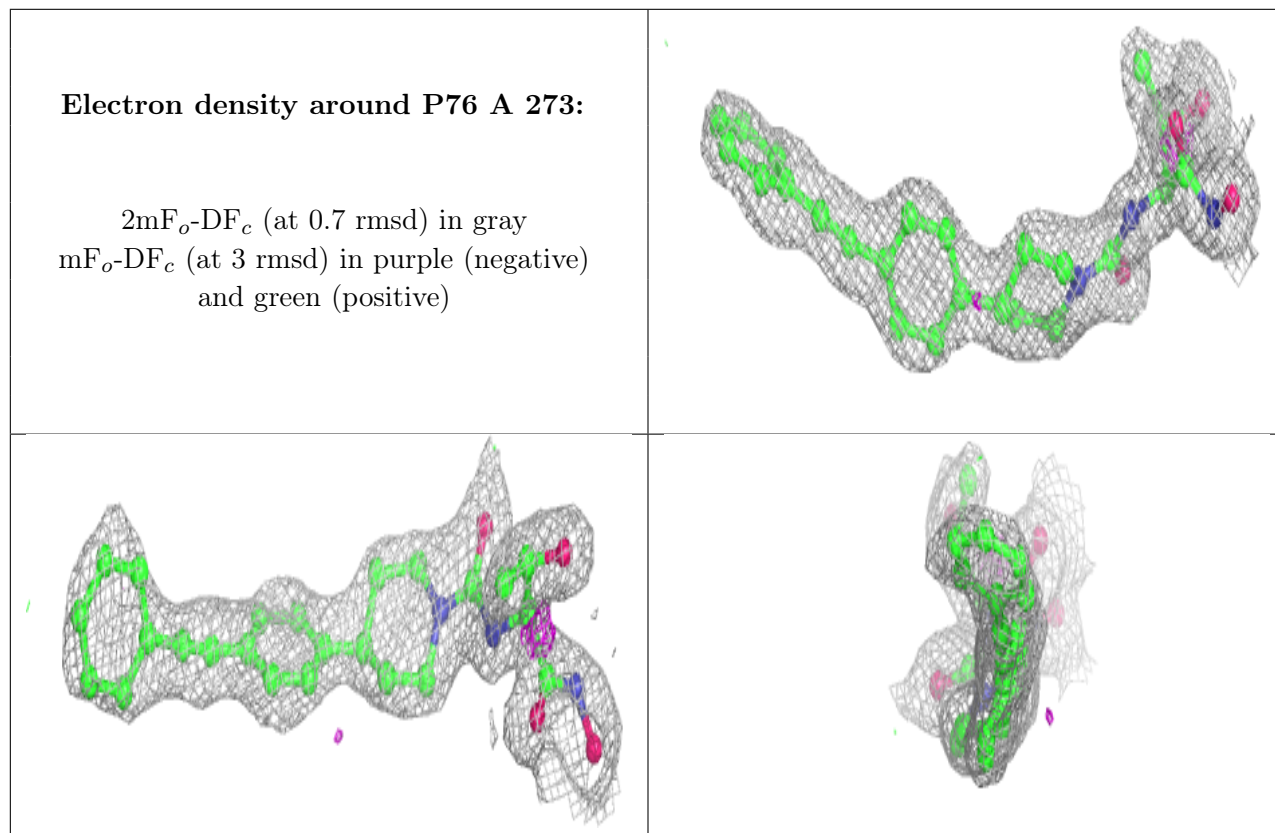 Electron density around P76 A 273:
2mFo-DFc (at 0.7 rmsd) in gray
mFo-DFc (at 3 rmsd) in purple (negative)
and green (positive)